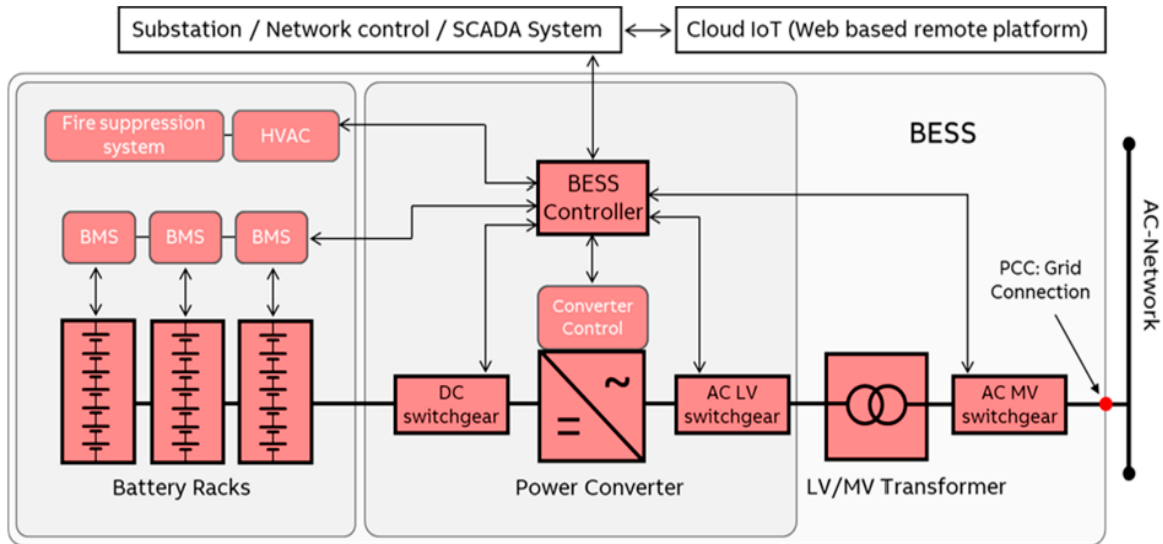 Substation / Network control / SCADA System
Cloud IoT (Web based remote platform)
Fire suppression
system
HVAC
BESS
BESS
Controller
BMS
BMS
BMS
PCC: Grid
Connection
AC-Network
Converter
Control
DC
switchgear
~
=
AC LV
switchgear
AC MV
switchgear
Battery Racks
Power Converter
LV/MV Transformer